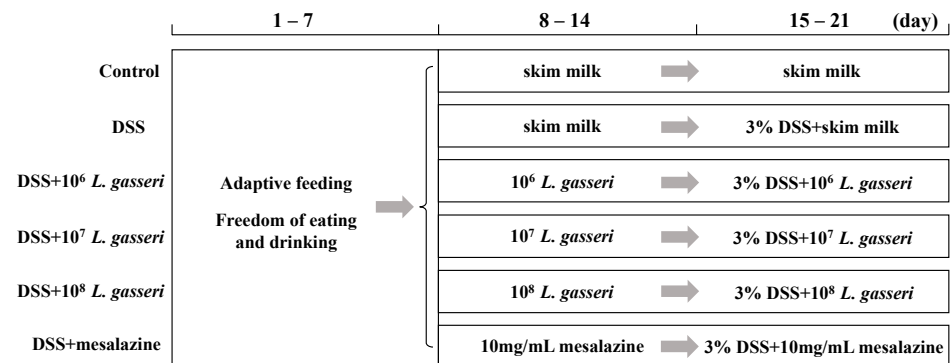 1 – 7 8 – 14 15 – 21 (day)
Control skim milk skim milk
DSS skim milk 3% DSS+skim milk
DSS+10⁶ L. gasseri 10⁶ L. gasseri 3% DSS+10⁶ L. gasseri
Adaptive feeding
Freedom of eating
and drinking
DSS+10⁷ L. gasseri 10⁷ L. gasseri 3% DSS+10⁷ L. gasseri
DSS+10⁸ L. gasseri 10⁸ L. gasseri 3% DSS+10⁸ L. gasseri
DSS+mesalazine 10mg/mL mesalazine 3% DSS+10mg/mL mesalazine